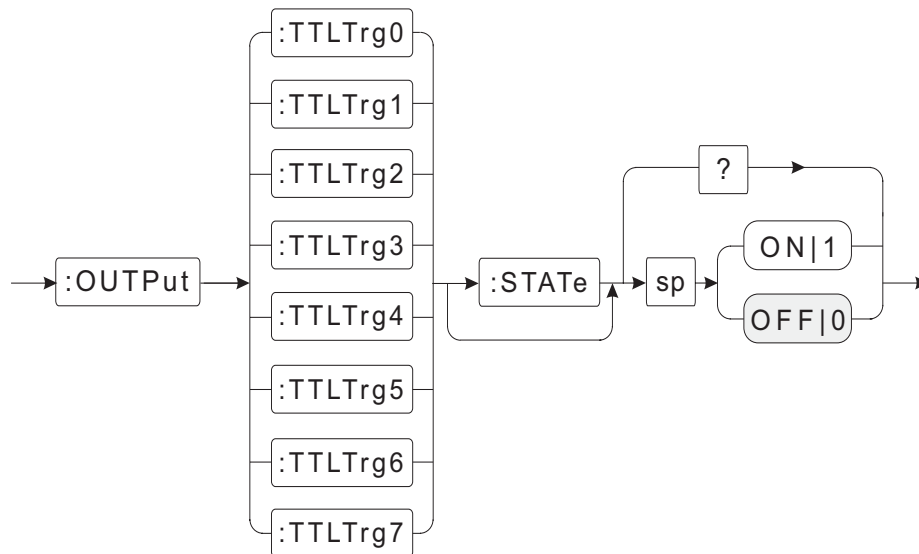 :OUTPut
:TTLTrg0
:TTLTrg1
:TTLTrg2
:TTLTrg3
:TTLTrg4
:TTLTrg5
:TTLTrg6
:TTLTrg7
:STATe
?
sp
ON|1
OFF|0